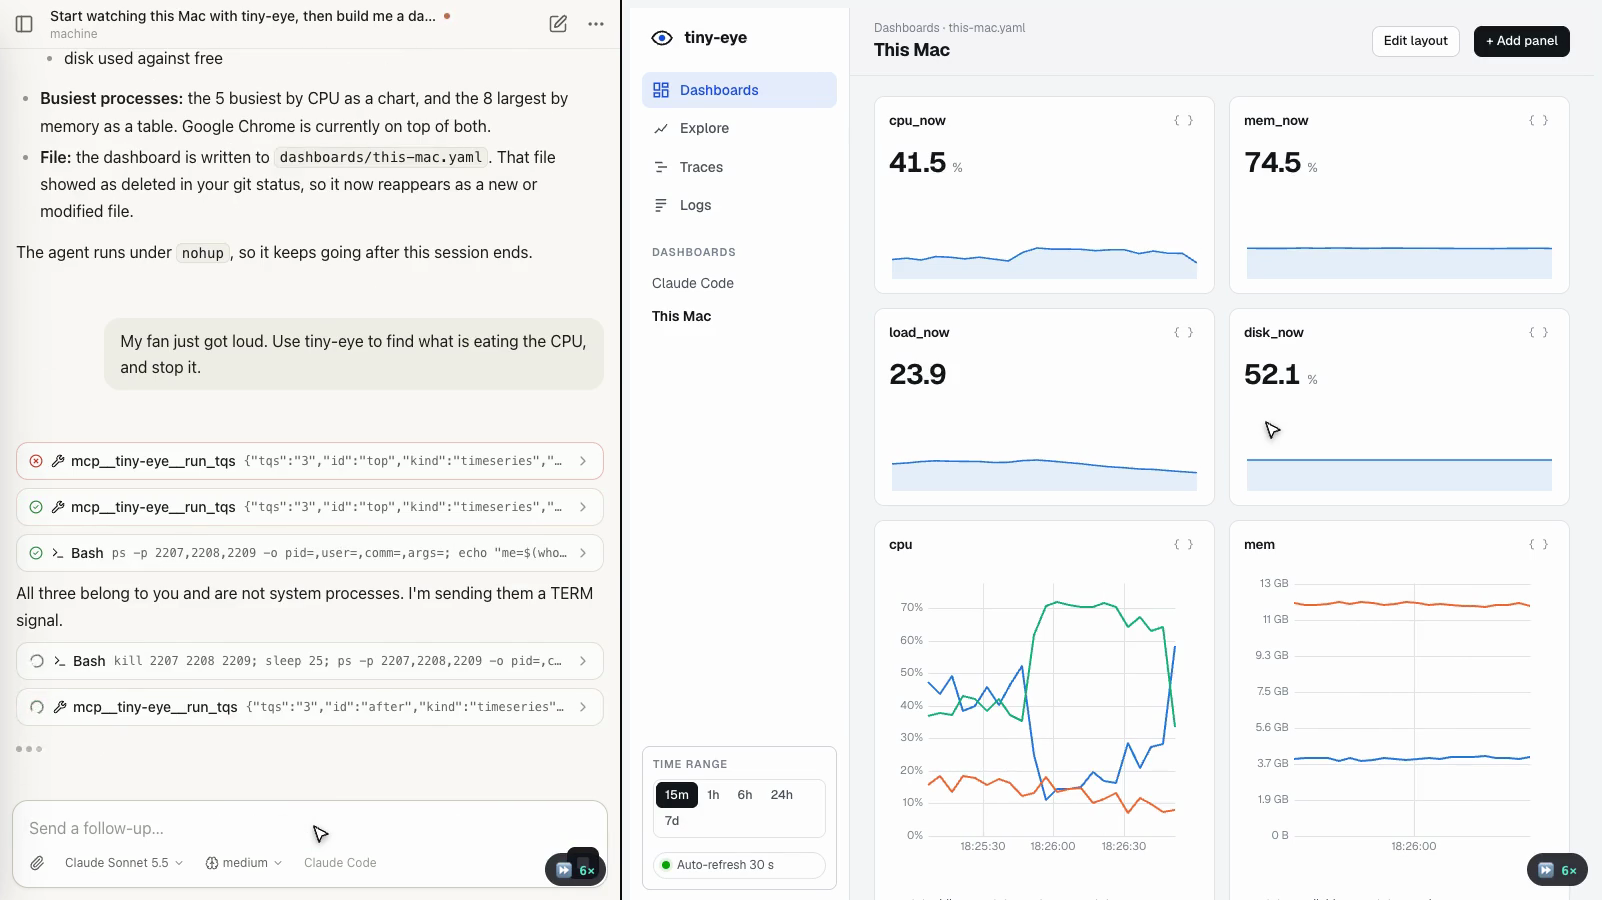 Start watching this Mac with tiny-eye, then build me a da...
machine
disk used against free
Busiest processes: the 5 busiest by CPU as a chart, and the 8 largest by
memory as a table. Google Chrome is currently on top of both.
File: the dashboard is written to dashboards/this-mac.yaml. That file
showed as deleted in your git status, so it now reappears as a new or
modified file.
The agent runs under nohup, so it keeps going after this session ends.
My fan just got loud. Use tiny-eye to find what is eating the CPU,
and stop it.
mcp__tiny-eye__run_tqs {"tqs":"3","id":"top","kind":"timeseries","…
mcp__tiny-eye__run_tqs {"tqs":"3","id":"top","kind":"timeseries","…
Bash ps -p 2207,2208,2209 -o pid=,user=,comm=,args=; echo "me=$(who…
All three belong to you and are not system processes. I'm sending them a TERM
signal.
Bash kill 2207 2208 2209; sleep 25; ps -p 2207,2208,2209 -o pid=,c…
mcp__tiny-eye__run_tqs {"tqs":"3","id":"after","kind":"timeseries"…
Send a follow-up...
Claude Sonnet 5.5 medium Claude Code
6×
tiny-eye
Dashboards
Explore
Traces
Logs
DASHBOARDS
Claude Code
This Mac
TIME RANGE
15m 1h 6h 24h
7d
Auto-refresh 30 s
Dashboards · this-mac.yaml
This Mac
Edit layout
+ Add panel
cpu_now { }
41.5 %
mem_now { }
74.5 %
load_now { }
23.9
disk_now { }
52.1 %
cpu { }
70%
60%
50%
40%
30%
20%
10%
0%
18:25:30 18:26:00 18:26:30
mem { }
13 GB
11 GB
9.3 GB
7.5 GB
5.6 GB
3.7 GB
1.9 GB
0 B
18:26:00
6×